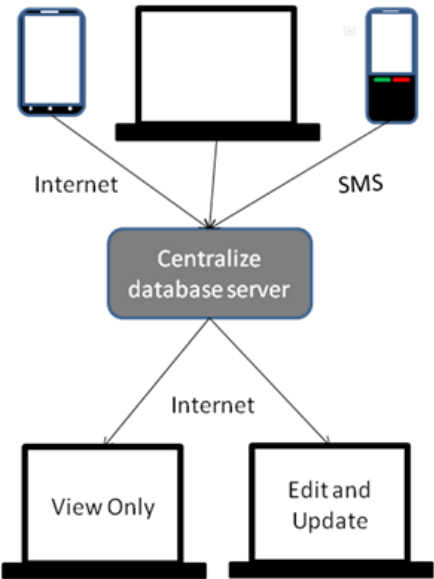 Internet
SMS
Centralize
database server
Internet
View Only
Edit and
Update